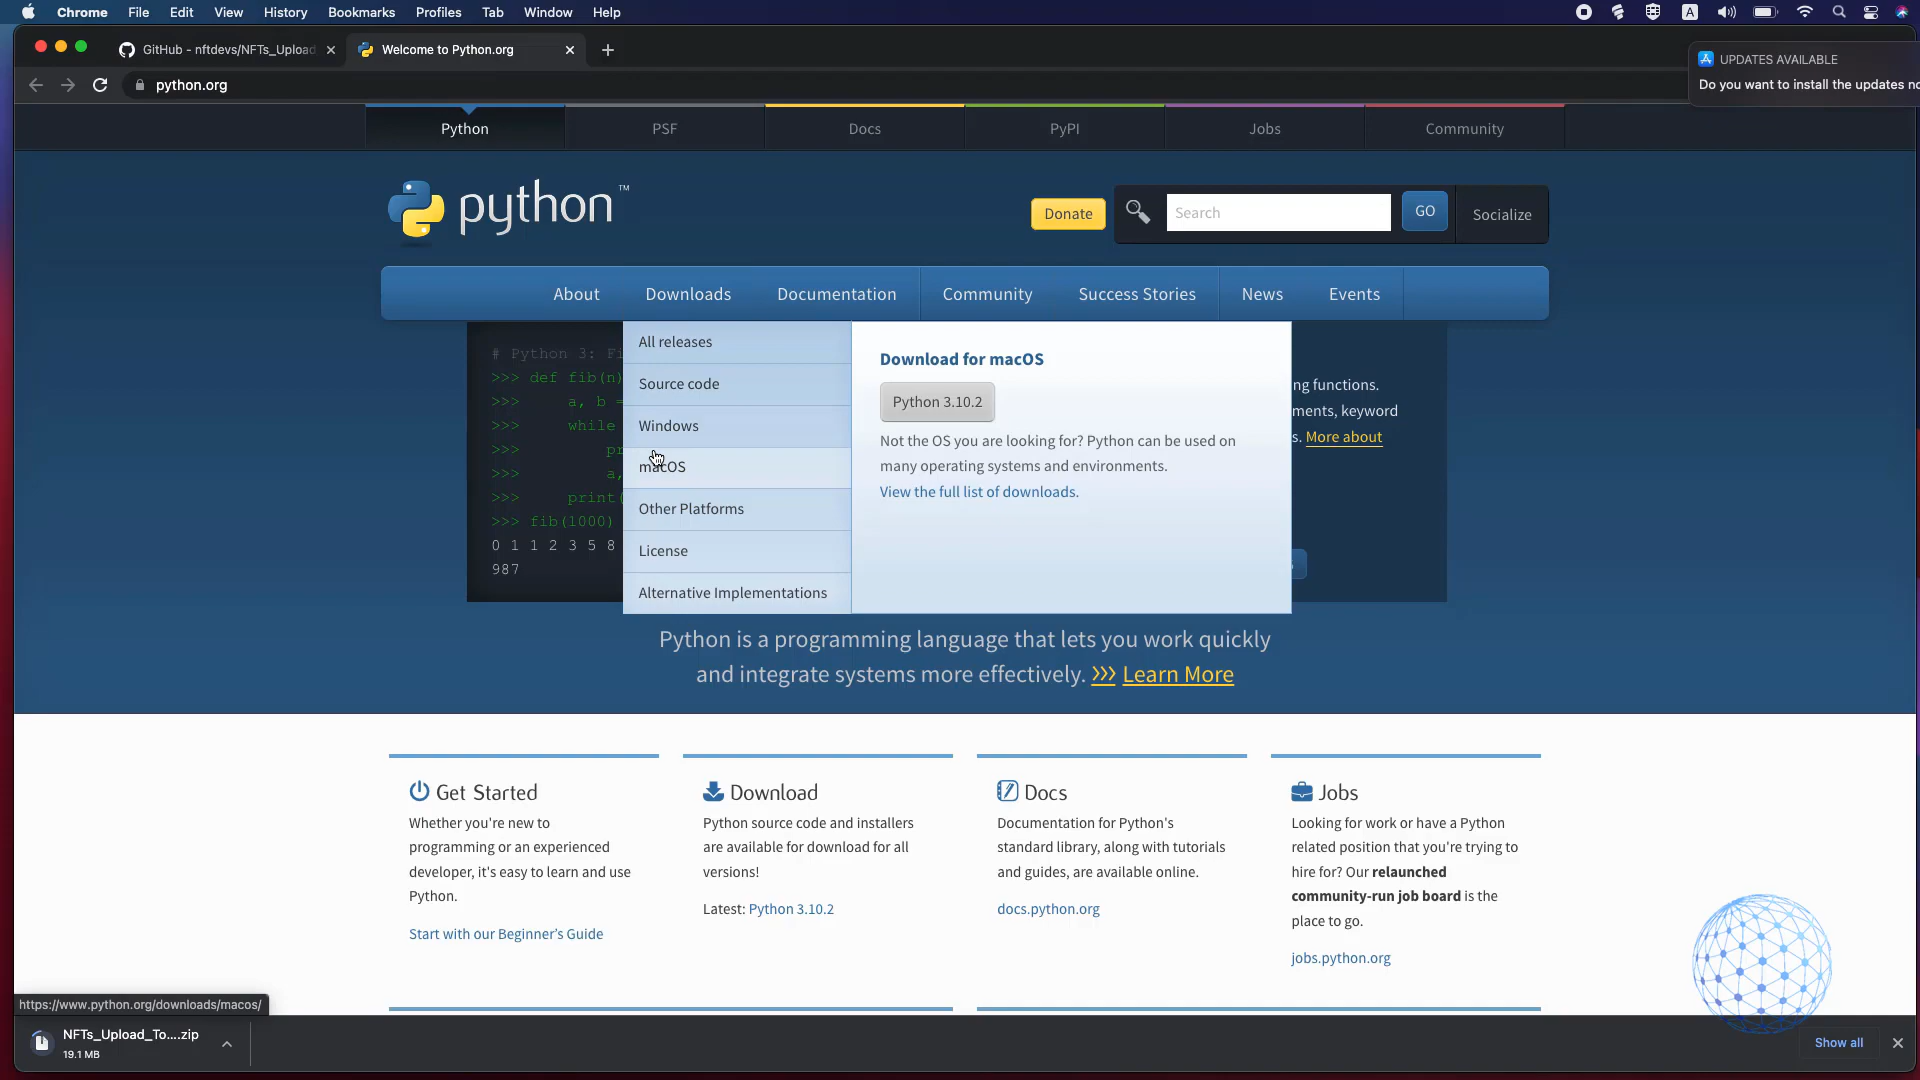 Chrome File Edit View History Bookmarks Profiles Tab Window Help
A
GitHub - nftdevs/NFTs_Upload
Welcome to Python.org
UPDATES AVAILABLE
Do you want to install the updates no
python.org
Python PSF Docs PyPI Jobs Community
python™
Donate
Search
GO
Socialize
About Downloads Documentation Community Success Stories News Events
# Python 3: Fi
>>> def fib(n)
>>> a, b =
>>> while
>>> pr
>>> a,
>>> print(
>>> fib(1000)
0 1 1 2 3 5 8
987
All releases
Source code
Windows
macOS
Other Platforms
License
Alternative Implementations
Download for macOS
Python 3.10.2
Not the OS you are looking for? Python can be used on
many operating systems and environments.
View the full list of downloads.
ng functions.
ments, keyword
s. More about
Python is a programming language that lets you work quickly
and integrate systems more effectively. >>> Learn More
Get Started
Whether you're new to
programming or an experienced
developer, it's easy to learn and use
Python.
Start with our Beginner’s Guide
Download
Python source code and installers
are available for download for all
versions!
Latest: Python 3.10.2
Docs
Documentation for Python's
standard library, along with tutorials
and guides, are available online.
docs.python.org
Jobs
Looking for work or have a Python
related position that you're trying to
hire for? Our relaunched
community-run job board is the
place to go.
jobs.python.org
https://www.python.org/downloads/macos/
NFTs_Upload_To....zip
19.1 MB
Show all